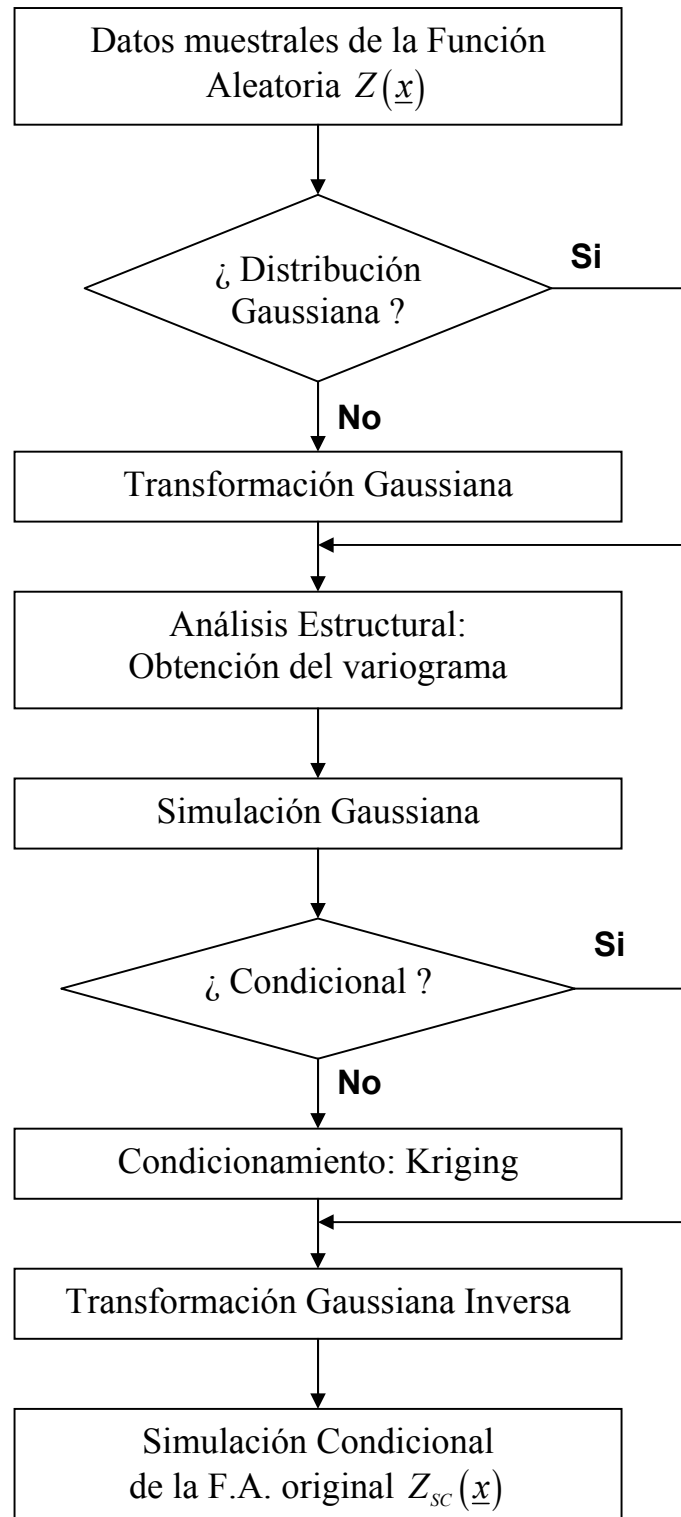 Datos muestrales de la Función
Aleatoria Z(x)
¿ Distribución
Gaussiana ?
Si
No
Transformación Gaussiana
Análisis Estructural:
Obtención del variograma
Simulación Gaussiana
¿ Condicional ?
Si
No
Condicionamiento: Kriging
Transformación Gaussiana Inversa
Simulación Condicional
de la F.A. original Z_SC(x)